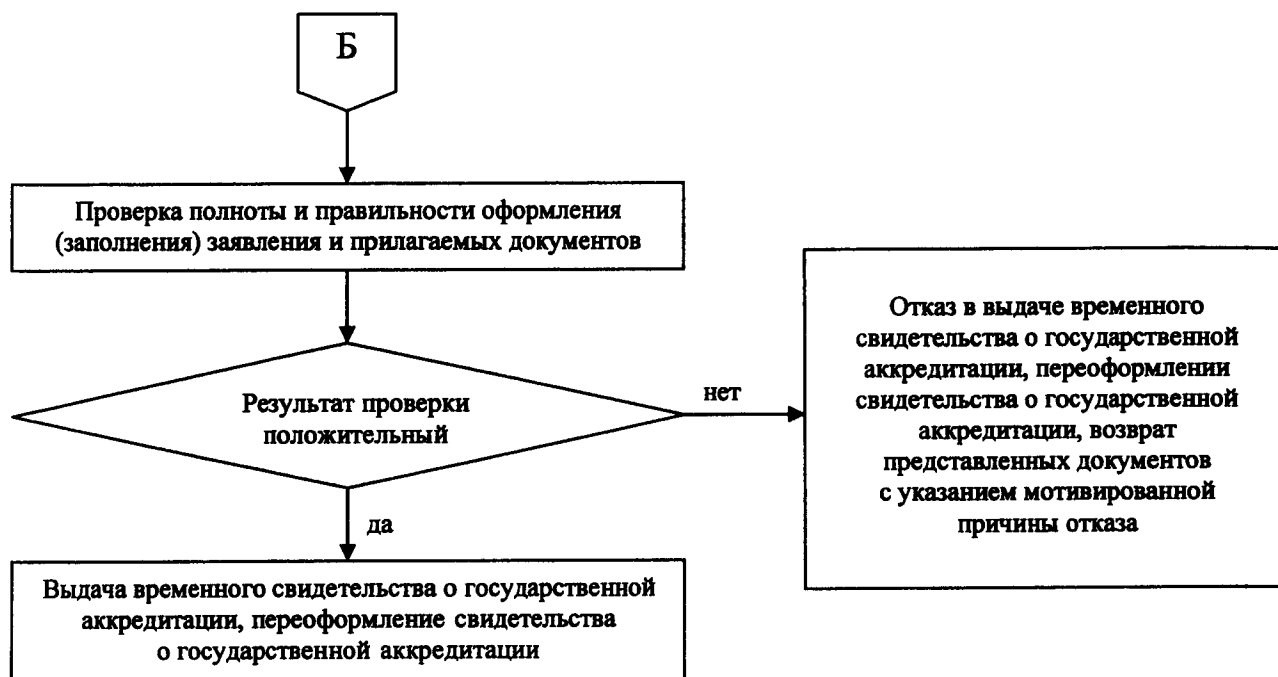 Б
Проверка полноты и правильности оформления
(заполнения) заявления и прилагаемых документов
Результат проверки
положительный
нет
Отказ в выдаче временного
свидетельства о государственной
аккредитации, переоформлении
свидетельства о государственной
аккредитации, возврат
представленных документов
с указанием мотивированной
причины отказа
да
Выдача временного свидетельства о государственной
аккредитации, переоформление свидетельства
о государственной аккредитации